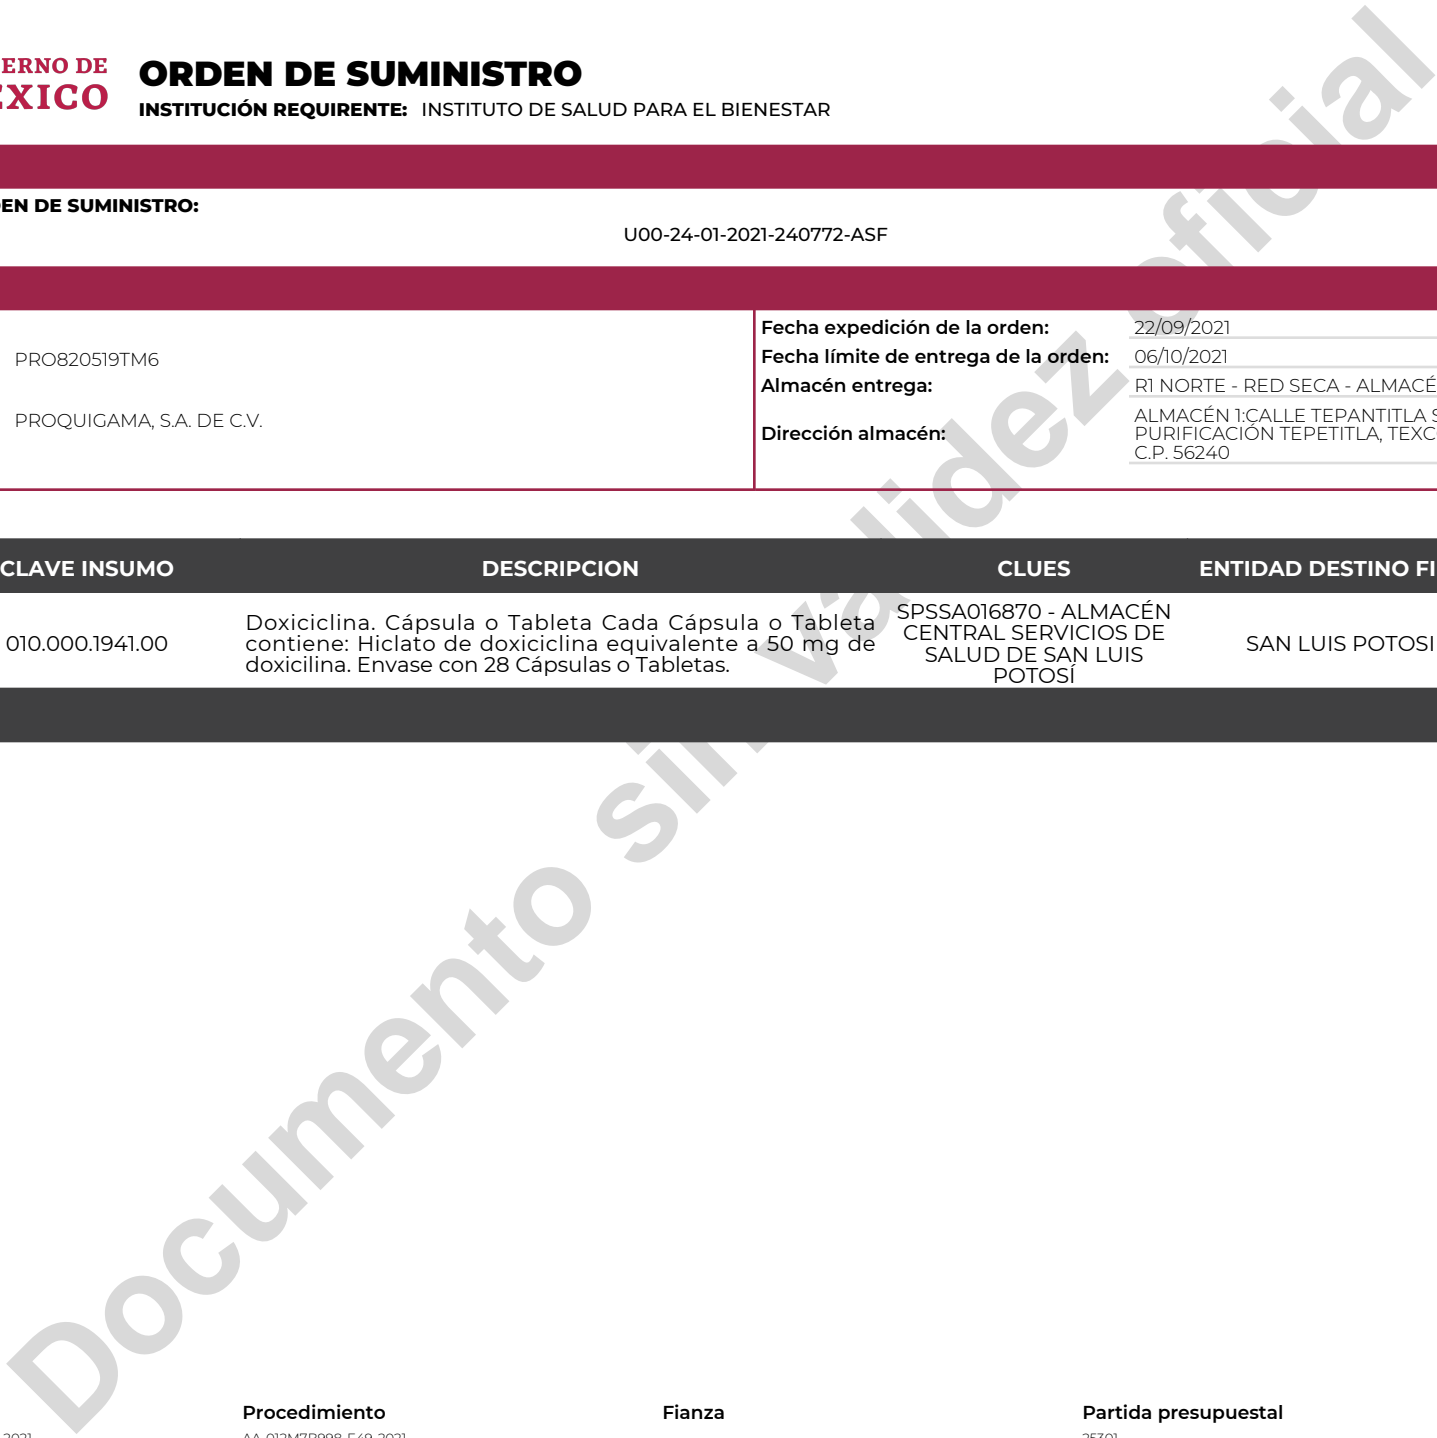 ERNO DE
EXICO
ORDEN DE SUMINISTRO
INSTITUCIÓN REQUIRENTE: INSTITUTO DE SALUD PARA EL BIENESTAR
EN DE SUMINISTRO:
U00-24-01-2021-240772-ASF
PRO820519TM6
PROQUIGAMA, S.A. DE C.V.
Fecha expedición de la orden: 22/09/2021
Fecha límite de entrega de la orden: 06/10/2021
Almacén entrega: R1 NORTE - RED SECA - ALMACÉ
Dirección almacén:
ALMACÉN 1:CALLE TEPANTITLA S
PURIFICACIÓN TEPETITLA, TEXC
C.P. 56240
CLAVE INSUMO DESCRIPCION CLUES ENTIDAD DESTINO FI
010.000.1941.00
Doxiciclina. Cápsula o Tableta Cada Cápsula o Tableta
contiene: Hiclato de doxiciclina equivalente a 50 mg de
doxicilina. Envase con 28 Cápsulas o Tabletas.
SPSSA016870 - ALMACÉN
CENTRAL SERVICIOS DE
SALUD DE SAN LUIS
POTOSÍ
SAN LUIS POTOSI
Documento sin validez oficial
Procedimiento Fianza Partida presupuestal